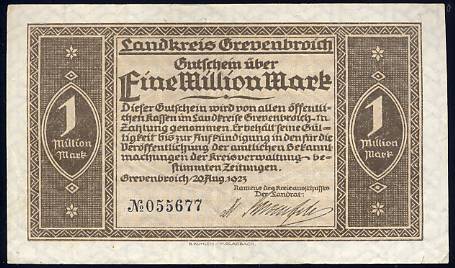 Landkreis Grevenbroich
Gutschein über
Eine Million Mark
Dieser Gutschein wird von allen öffentli-
chen Kassen im Landkreise Grevenbroich in
Zahlung genommen. Er behält seine Gül-
tigkeit bis zur Aufkündigung in den für die
Veröffentlichung der amtlichen Bekannt
machungen der Kreisverwaltung be-
stimmten Zeitungen.
Grevenbroich, 20. Aug. 1923
Namens des Kreisausschusses
Der Landrat:
№ 055677
1
Million
Mark
1
Million
Mark